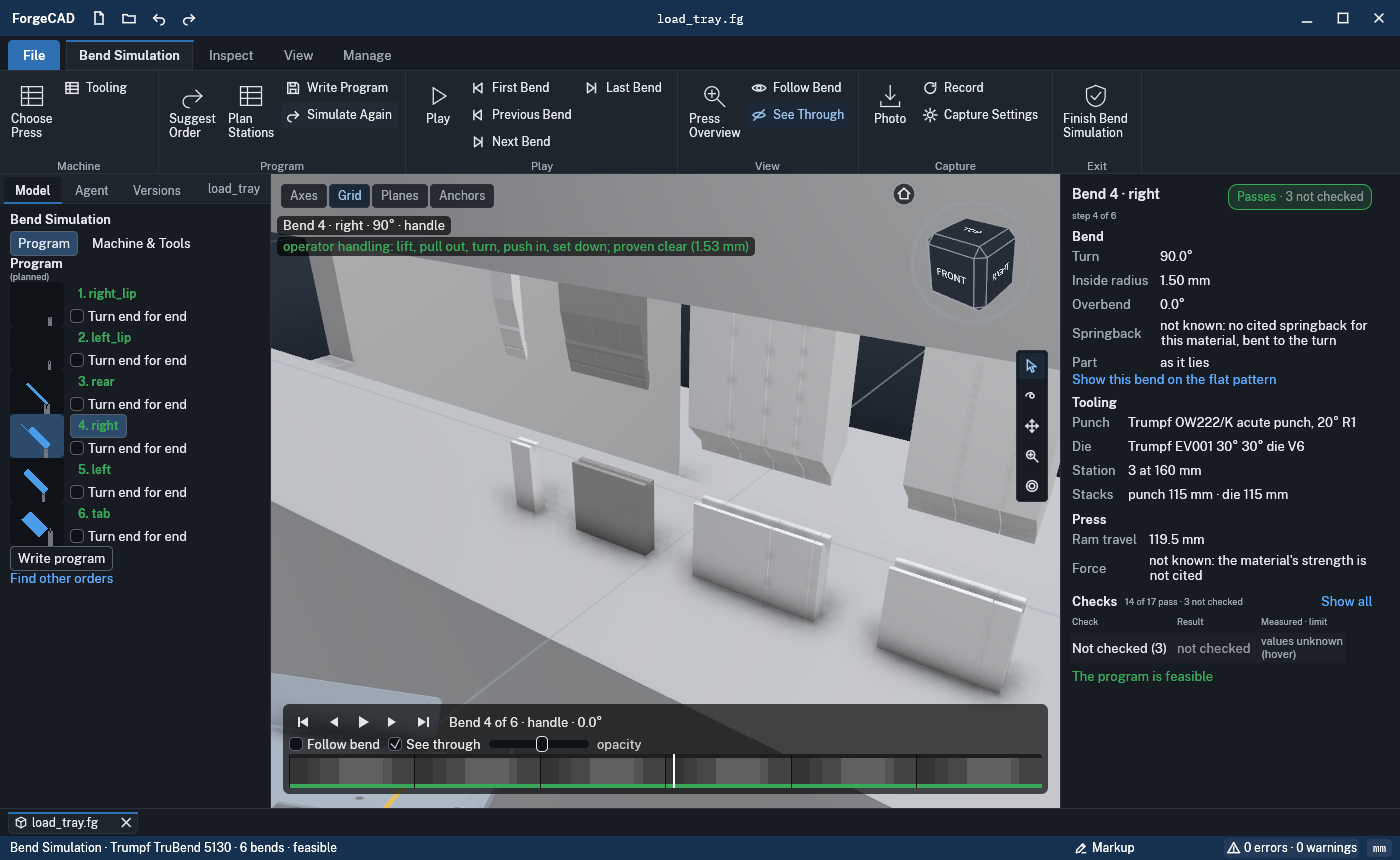 ForgeCAD
load_tray.fg
File
Bend Simulation
Inspect
View
Manage
Choose Press
Tooling
Machine
Suggest Order
Plan Stations
Write Program
Simulate Again
Program
Play
First Bend
Previous Bend
Next Bend
Last Bend
Play
Press Overview
Follow Bend
See Through
View
Photo
Record
Capture Settings
Capture
Finish Bend Simulation
Exit
Model
Agent
Versions
load_tray
Bend Simulation
Program
Machine & Tools
Program
(planned)
1. right_lip
Turn end for end
2. left_lip
Turn end for end
3. rear
Turn end for end
4. right
Turn end for end
5. left
Turn end for end
6. tab
Turn end for end
Write program
Find other orders
Axes
Grid
Planes
Anchors
Bend 4 · right · 90° · handle
operator handling: lift, pull out, turn, push in, set down; proven clear (1.53 mm)
TOP
FRONT
RIGHT
Bend 4 of 6 · handle · 0.0°
Follow bend
See through
opacity
Bend 4 · right
Passes · 3 not checked
step 4 of 6
Bend
Turn 90.0°
Inside radius 1.50 mm
Overbend 0.0°
Springback not known: no cited springback for this material, bent to the turn
Part as it lies
Show this bend on the flat pattern
Tooling
Punch Trumpf OW222/K acute punch, 20° R1
Die Trumpf EV001 30° 30° die V6
Station 3 at 160 mm
Stacks punch 115 mm · die 115 mm
Press
Ram travel 119.5 mm
Force not known: the material's strength is not cited
Checks 14 of 17 pass · 3 not checked Show all
Check Result Measured · limit
Not checked (3) not checked values unknown (hover)
The program is feasible
load_tray.fg
Bend Simulation · Trumpf TruBend 5130 · 6 bends · feasible
Markup
0 errors · 0 warnings
mm